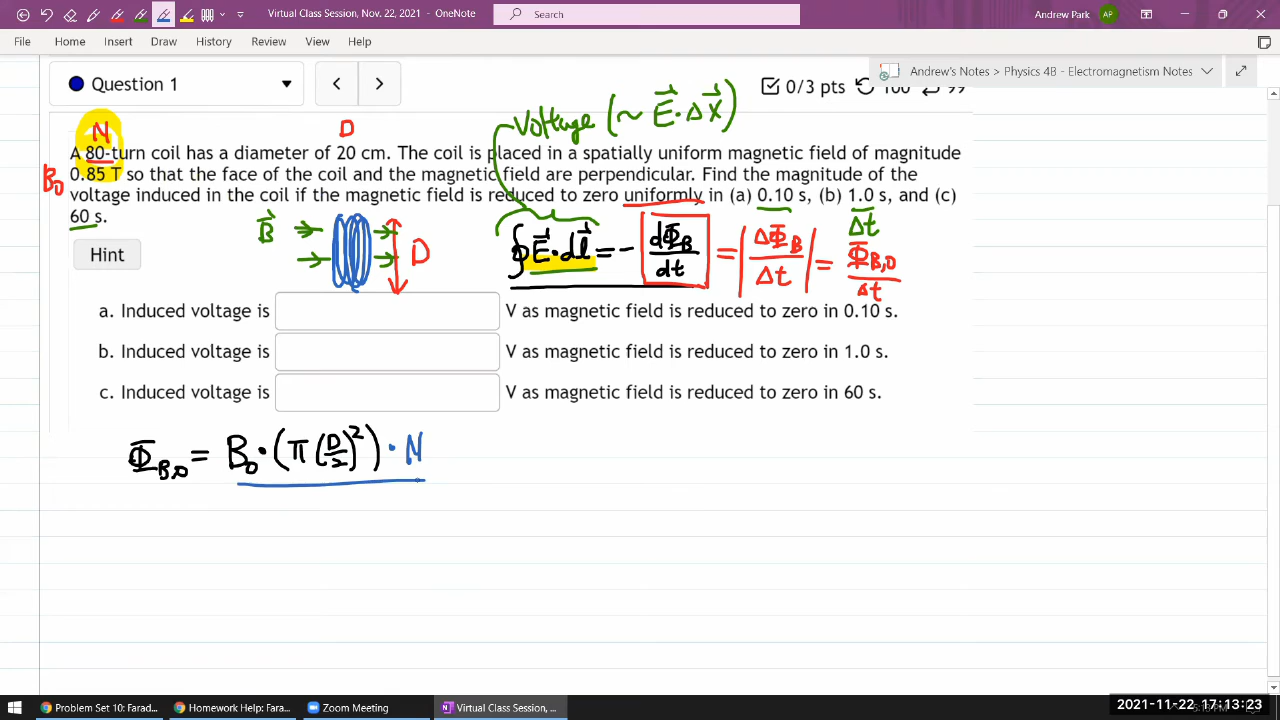 Virtual Class Session, Nov. 22, 2021 - OneNote
Search
Andrew Park
AP
File Home Insert Draw History Review View Help
Question 1
0/3 pts
99
Andrew's Notes > Physics 4B - Electromagnetism Notes
Voltage (~ E⃗·Δx⃗)
N
D
A 80-turn coil has a diameter of 20 cm. The coil is placed in a spatially uniform magnetic field of magnitude
B₀
0.85 T so that the face of the coil and the magnetic field are perpendicular. Find the magnitude of the
voltage induced in the coil if the magnetic field is reduced to zero uniformly in (a) 0.10 s, (b) 1.0 s, and (c)
60 s.
Δt
Hint
B⃗
D
∮E⃗·dl⃗ = - dΦB/dt = |ΔΦB/Δt| = ΦB,0/Δt
a. Induced voltage is
V as magnetic field is reduced to zero in 0.10 s.
b. Induced voltage is
V as magnetic field is reduced to zero in 1.0 s.
c. Induced voltage is
V as magnetic field is reduced to zero in 60 s.
ΦB,0 = B₀·(π(D/2)²)·N
Problem Set 10: Farad...
Homework Help: Fara...
Zoom Meeting
Virtual Class Session,...
2021-11-22 17:13:23